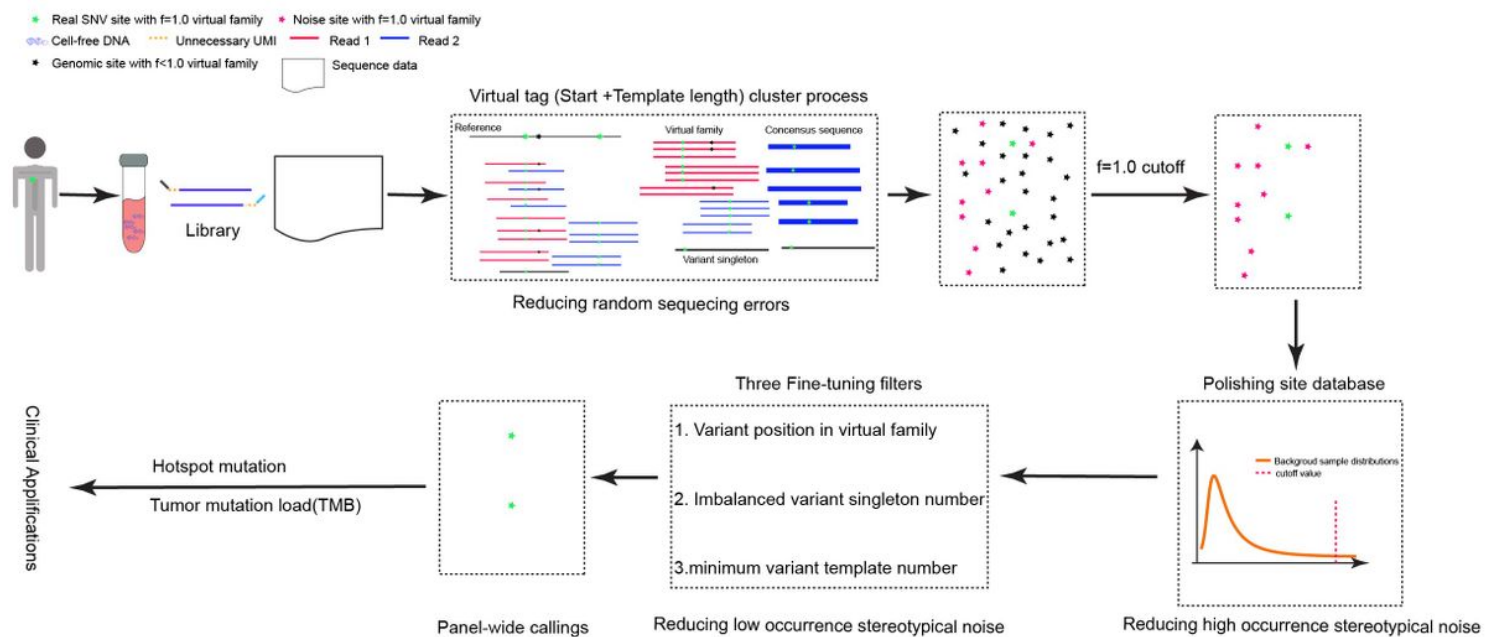 Real SNV site with f=1.0 virtual family
Noise site with f=1.0 virtual family
Cell-free DNA
Unnecessary UMI
Read 1
Read 2
Genomic site with f<1.0 virtual family
Sequence data
Virtual tag (Start +Template length) cluster process
Reference
Virtual family
Concensus sequence
Variant singleton
Library
Reducing random sequecing errors
f=1.0 cutoff
Polishing site database
Backgroud sample distributions
cutoff value
Reducing high occurrence stereotypical noise
Three Fine-tuning filters
1. Variant position in virtual family
2. Imbalanced variant singleton number
3.minimum variant template number
Reducing low occurrence stereotypical noise
Panel-wide callings
Hotspot mutation
Tumor mutation load(TMB)
Clinical Applifications